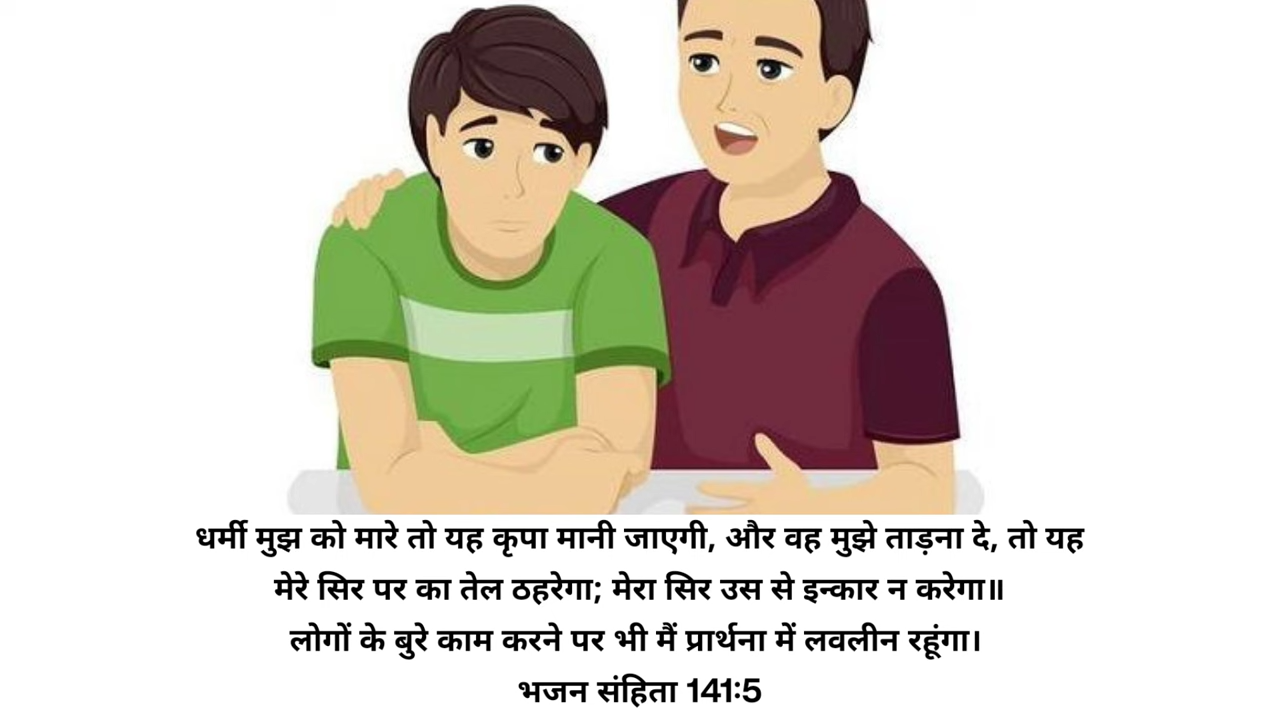 धर्मी मुझ को मारे तो यह कृपा मानी जाएगी, और वह मुझे ताड़ना दे, तो यह
मेरे सिर पर का तेल ठहरेगा; मेरा सिर उस से इन्कार न करेगा॥
लोगों के बुरे काम करने पर भी मैं प्रार्थना में लवलीन रहूंगा।
भजन संहिता 141:5